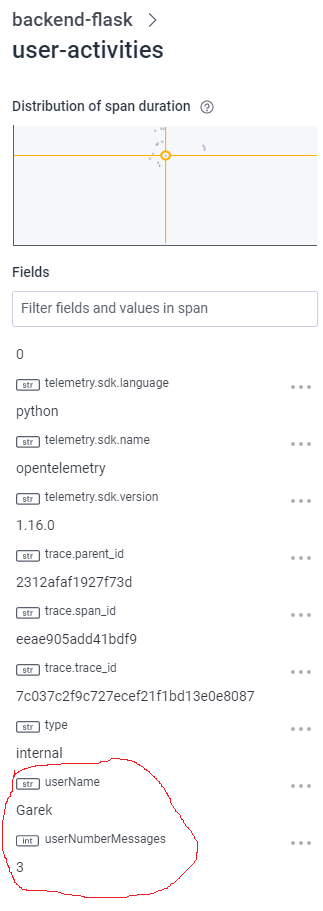 backend-flask
user-activities
Distribution of span duration ?
Fields
Filter fields and values in span
0
str telemetry.sdk.language
python
str telemetry.sdk.name
opentelemetry
str telemetry.sdk.version
1.16.0
str trace.parent_id
2312afaf1927f73d
str trace.span_id
eeae905add41bdf9
str trace.trace_id
7c037c2f9c727ecef21f1bd13e0e8087
str type
internal
str userName
Garek
int userNumberMessages
3